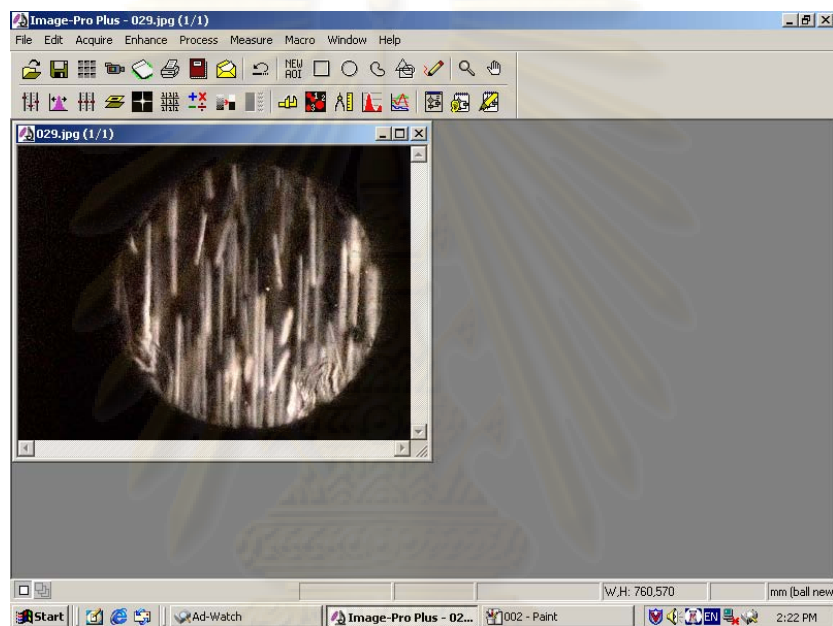 Image-Pro Plus - 029.jpg (1/1)
File Edit Acquire Enhance Process Measure Macro Window Help
NEW
AOI
029.jpg (1/1)
W,H: 760,570
mm (ball new
Start
Ad-Watch
Image-Pro Plus - 02...
002 - Paint
EN
2:22 PM